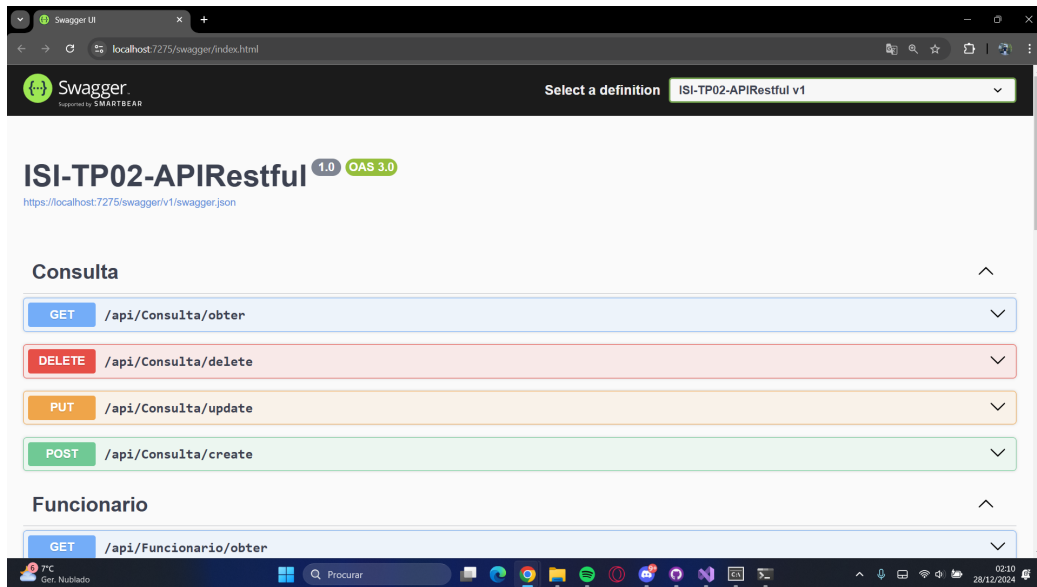 Swagger UI
localhost:7275/swagger/index.html
Swagger.
Supported by SMARTBEAR
Select a definition
ISI-TP02-APIRestful v1
ISI-TP02-APIRestful 1.0 OAS 3.0
https://localhost:7275/swagger/v1/swagger.json
Consulta
GET /api/Consulta/obter
DELETE /api/Consulta/delete
PUT /api/Consulta/update
POST /api/Consulta/create
Funcionario
GET /api/Funcionario/obter
6
7°C
Ger. Nublado
Procurar
02:10
28/12/2024